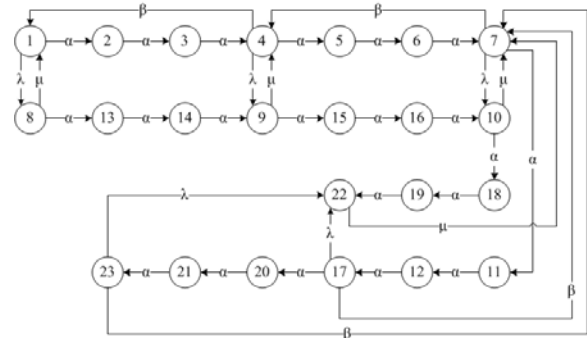 β β
1 α 2 α 3 α 4 α 5 α 6 α 7
λ μ λ μ λ μ
8 α 13 α 14 α 9 α 15 α 16 α 10
α α
λ 22 α 19 α 18
λ μ
23 α 21 α 20 α 17 α 12 α 11
β
β